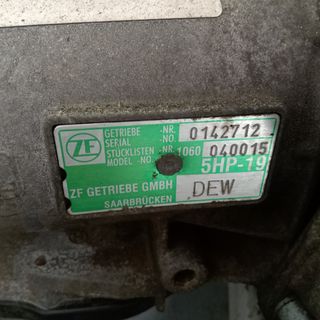 ZF GETRIEBE -NR. 0142712
SERIAL NO.
STÜCKLISTEN -NR. 1060 040015
MODEL -NO. 5HP-19
ZF GETRIEBE GMBH DEW
SAARBRÜCKEN